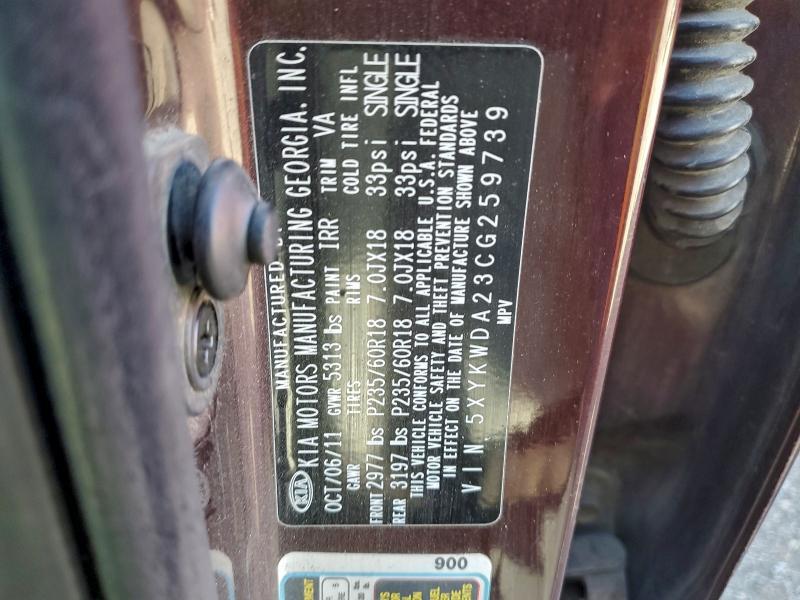 MANUFACTURED
KIA KIA MOTORS MANUFACTURING GEORGIA. INC.
OCT/06/11 GVWR 5313 lbs PAINT IRR TRIM VA
GAWR TIRES RIMS COLD TIRE INFL
FRONT 2977 lbs P235/60R18 7.0JX18 33psi SINGLE
REAR 3197 lbs P235/60R18 7.0JX18 33psi SINGLE
THIS VEHICLE CONFORMS TO ALL APPLICABLE U.S.A. FEDERAL
MOTOR VEHICLE SAFETY AND THEFT PREVENTION STANDARDS
IN EFFECT ON THE DATE OF MANUFACTURE SHOWN ABOVE
VIN 5XYKWDA23CG259739
MPV
900